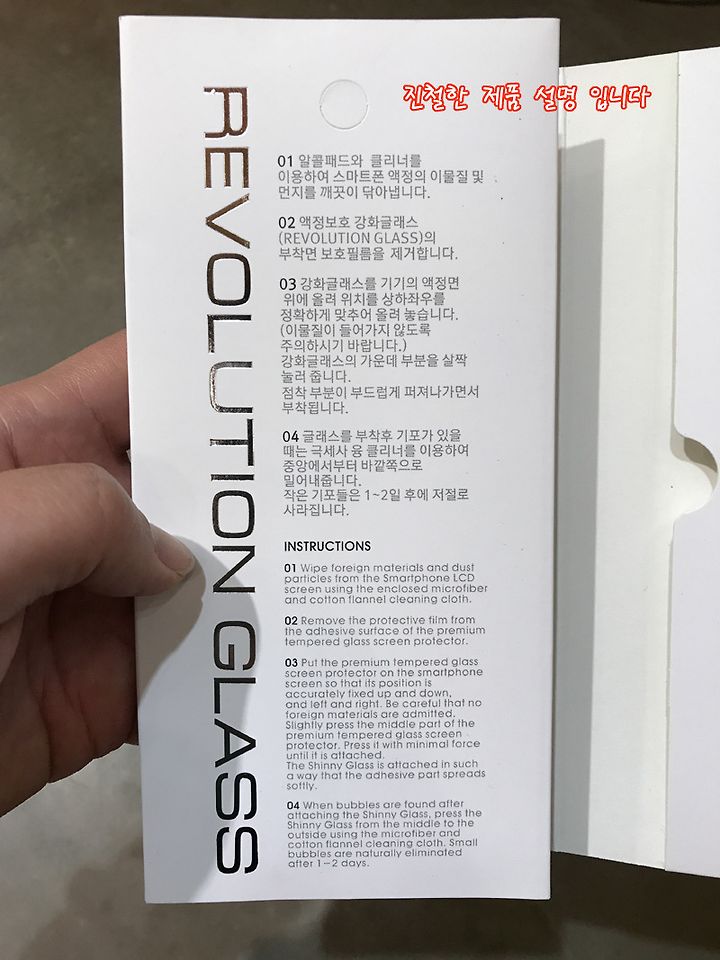 진철한 제품 설명 입니다
REVOLUTION GLASS
01 알콜패드와 클리너를
이용하여 스마트폰 액정의 이물질 및
먼지를 깨끗이 닦아냅니다.
02 액정보호 강화글래스
(REVOLUTION GLASS)의
부착면 보호필름을 제거합니다.
03 강화글래스를 기기의 액정면
위에 올려 위치를 상하좌우를
정확하게 맞추어 올려 놓습니다.
(이물질이 들어가지 않도록
주의하시기 바랍니다.)
강화글래스의 가운데 부분을 살짝
눌러 줍니다.
점착 부분이 부드럽게 퍼져나가면서
부착됩니다.
04 글래스를 부착후 기포가 있을
때는 극세사 융 클리너를 이용하여
중앙에서부터 바깥쪽으로
밀어내줍니다.
작은 기포들은 1~2일 후에 저절로
사라집니다.
INSTRUCTIONS
01 Wipe foreign materials and dust
particles from the Smartphone LCD
screen using the enclosed microfiber
and cotton flannel cleaning cloth.
02 Remove the protective film from
the adhesive surface of the premium
tempered glass screen protector.
03 Put the premium tempered glass
screen protector on the smartphone
screen so that its position is
accurately fixed up and down,
and left and right. Be careful that no
foreign materials are admitted.
Slightly press the middle part of the
premium tempered glass screen
protector. Press it with minimal force
until it is attached.
The Shinny Glass is attached in such
a way that the adhesive part spreads
softly.
04 When bubbles are found after
attaching the Shinny Glass, press the
Shinny Glass from the middle to the
outside using the microfiber and
cotton flannel cleaning cloth. Small
bubbles are naturally eliminated
after 1~2 days.